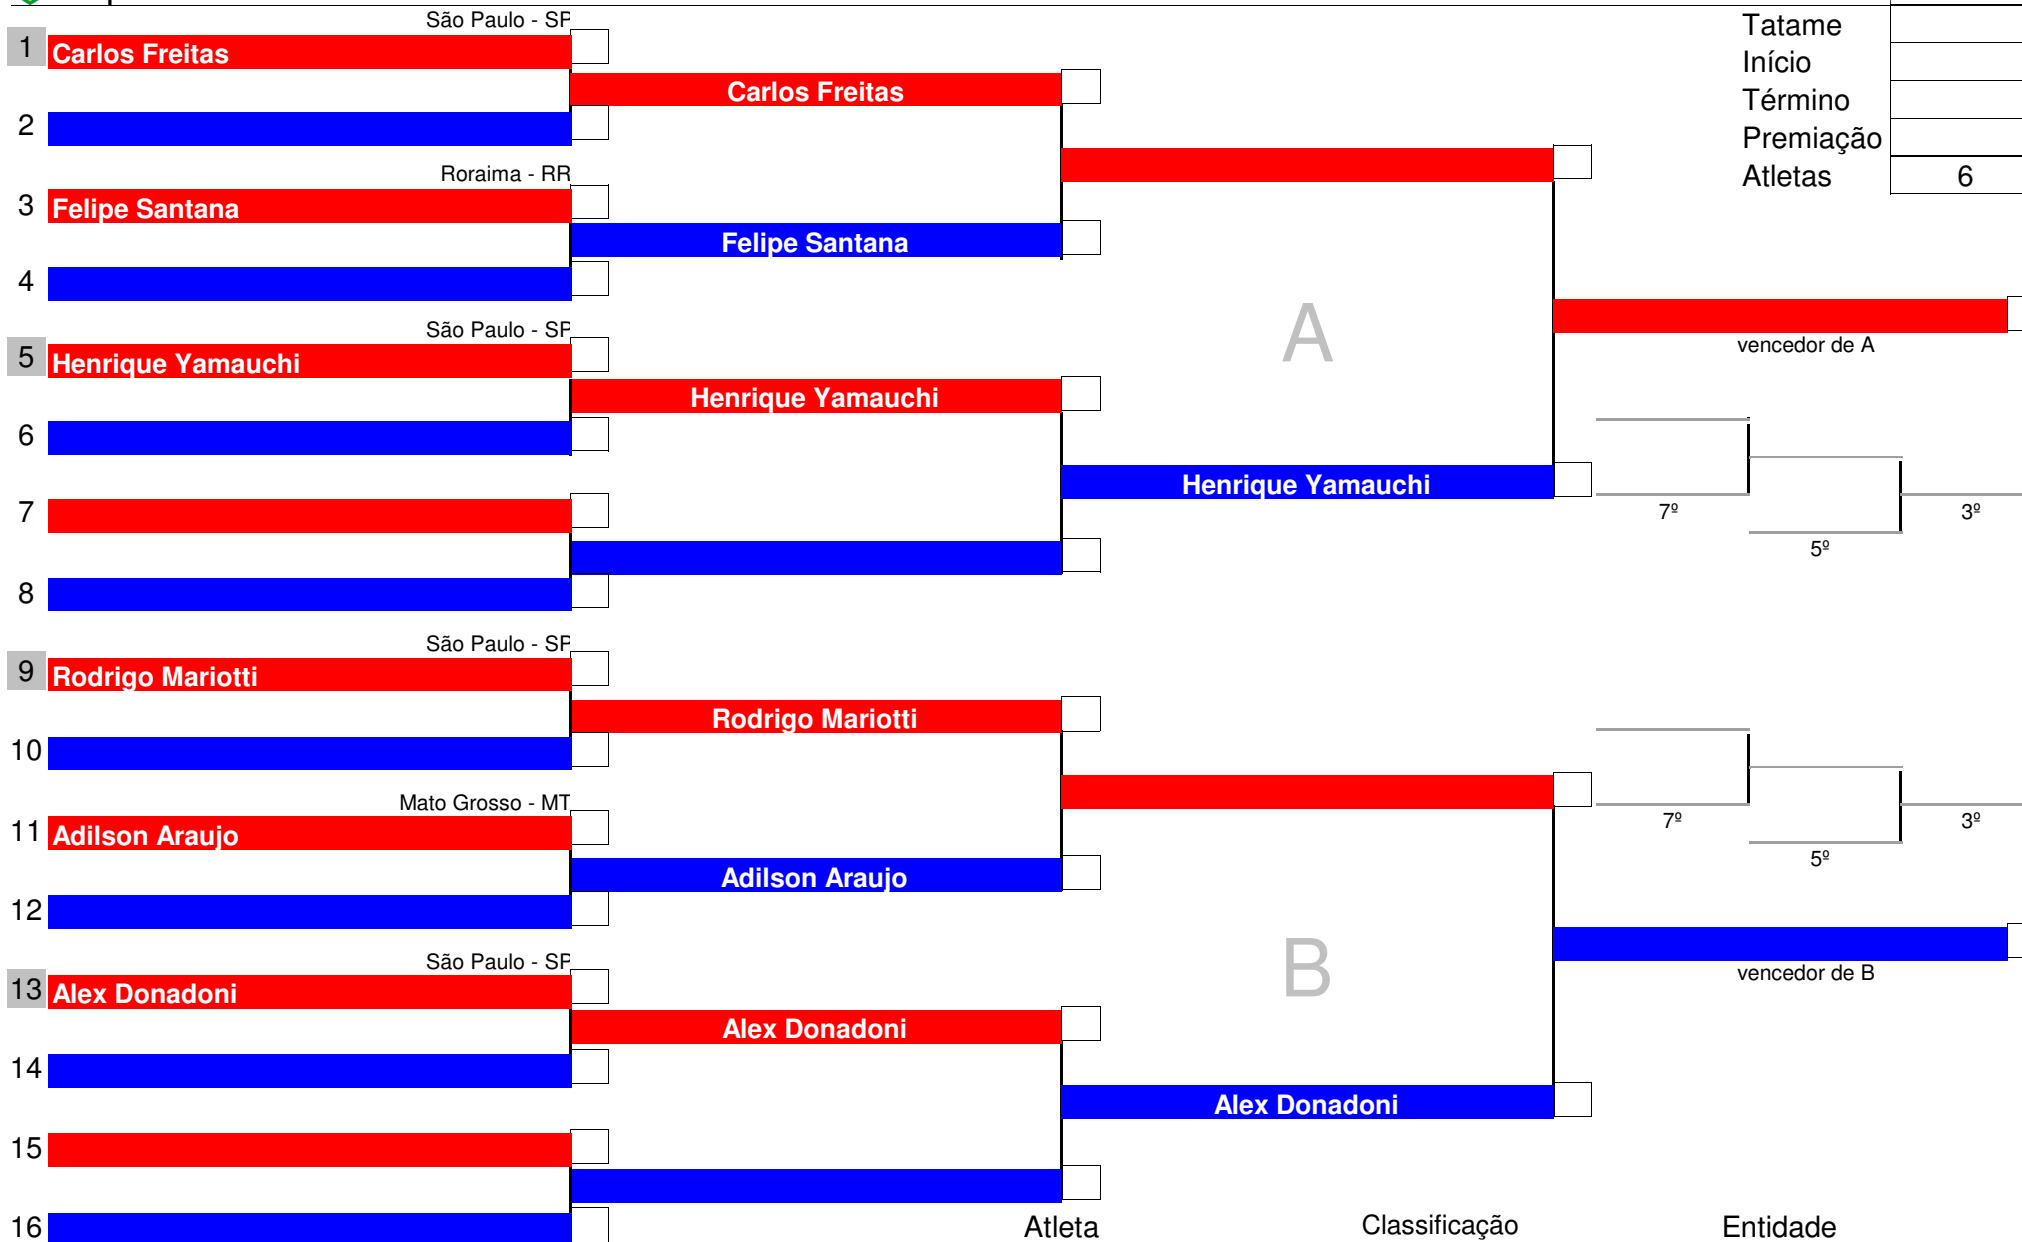 São Paulo - SP
Tatame
1 Carlos Freitas
Início
Carlos Freitas
Término
2
Premiação
Roraima - RR
Atletas 6
3 Felipe Santana
Felipe Santana
4
São Paulo - SP
A
vencedor de A
5 Henrique Yamauchi
Henrique Yamauchi
6
Henrique Yamauchi
7
7º
3º
5º
8
São Paulo - SP
9 Rodrigo Mariotti
Rodrigo Mariotti
10
Mato Grosso - MT
7º
3º
11 Adilson Araujo
5º
Adilson Araujo
12
São Paulo - SP
B
vencedor de B
13 Alex Donadoni
Alex Donadoni
14
Alex Donadoni
15
16
Atleta Classificação Entidade